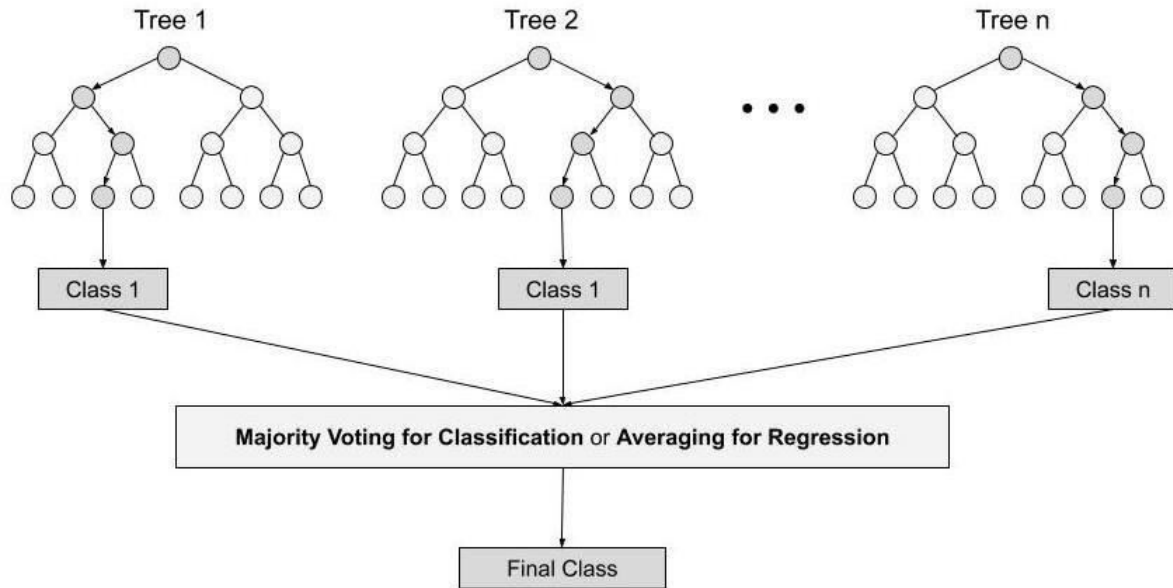 Tree 1
Tree 2
Tree n
Class 1
Class 1
Class n
Majority Voting for Classification or Averaging for Regression
Final Class